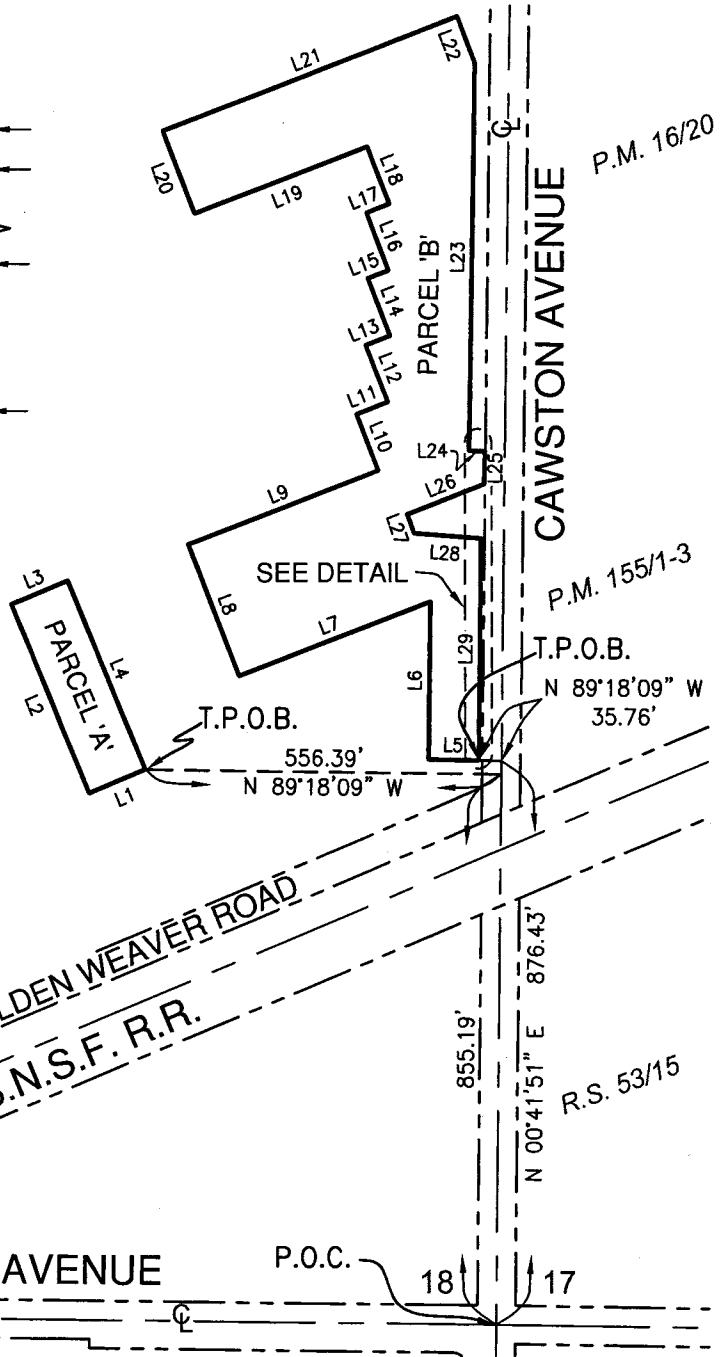 L22
L21
℄
P.M. 16/20
L20
L18
L19
L17
L16
CAWSTON AVENUE
L15
L23
PARCEL 'B'
L14
L13
L12
L11
L10
L24
L25
L9
L26
L27
L28
SEE DETAIL
P.M. 155/1-3
L3
L8
L7
PARCEL 'A'
L4
L29
T.P.O.B.
L6
L2
N 89°18'09" W
35.76'
T.P.O.B.
L5
556.39'
N 89°18'09" W
L1
LDEN WEAVER ROAD
.N.S.F. R.R.
855.19'
N 00°41'51" E 876.43'
R.S. 53/15
AVENUE
P.O.C.
18
17
℄